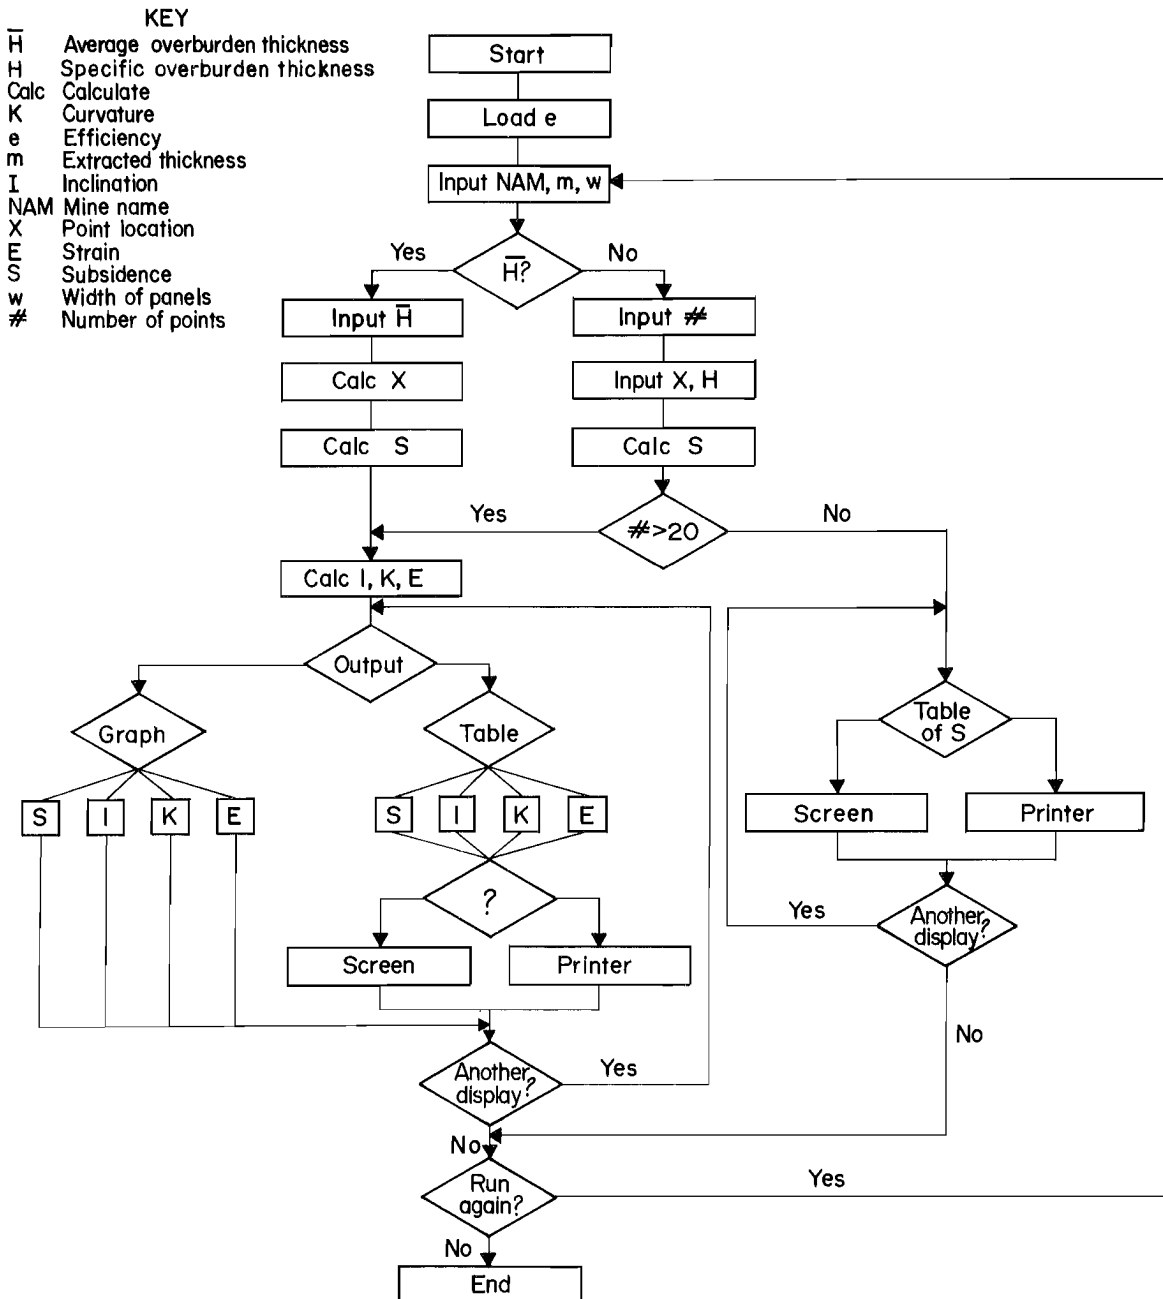 KEY
H̅ Average overburden thickness
H Specific overburden thickness
Calc Calculate
K Curvature
e Efficiency
m Extracted thickness
I Inclination
NAM Mine name
X Point location
E Strain
S Subsidence
w Width of panels
# Number of points
Start
Load e
Input NAM, m, w
Yes
H̅?
No
Input H̅
Input #
Calc X
Input X, H
Calc S
Calc S
Yes
#>20
No
Calc I, K, E
Output
Graph
Table
Table
of S
S I K E
S I K E
Screen
Printer
?
Yes
Another
display?
Screen
Printer
No
Another
display?
Yes
No
Run
again?
Yes
No
End